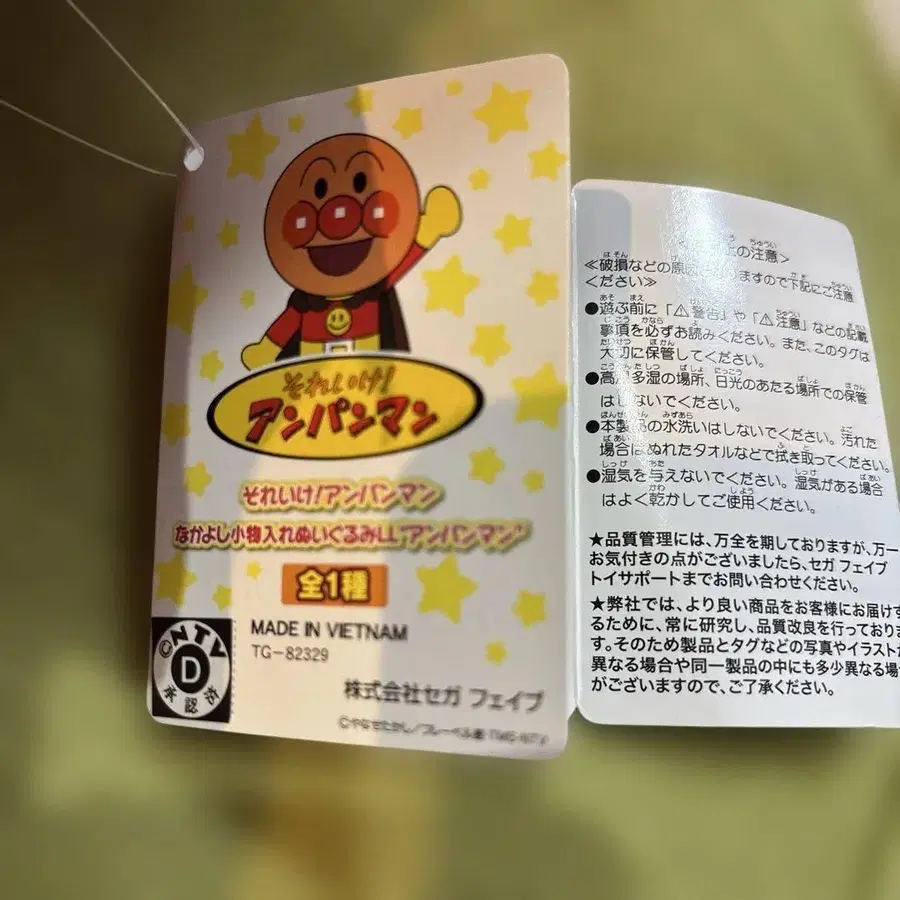 それいけ!
アンパンマン
それいけ!アンパンマン
なかよし小物入れぬいぐるみLL"アンパンマン"
全1種
©NTV
D
承認済
MADE IN VIETNAM
TG-82329
株式会社セガ フェイブ
©やなせたかし/フレーベル館・TMS・NTV
の注意>
≪破損などの原因となりますので下記にご注意
ください≫
●遊ぶ前に「⚠警告」や「⚠注意」などの記載
事項を必ずお読みください。また、このタグは
大切に保管してください。
●高温多湿の場所、日光のあたる場所での保管
はしないでください。
●本製品の水洗いはしないでください。汚れた
場合はぬれたタオルなどで拭き取ってください。
●湿気を与えないでください。湿気がある場合
はよく乾かしてご使用ください。
★品質管理には、万全を期しておりますが、万一
お気付きの点がございましたら、セガ フェイブ
トイサポートまでお問い合わせください。
★弊社では、より良い商品をお客様にお届けす
るために、常に研究し、品質改良を行っておりま
す。そのため製品とタグなどの写真やイラストが
異なる場合や同一製品の中にも多少異なる場
がございますので、ご了承ください。